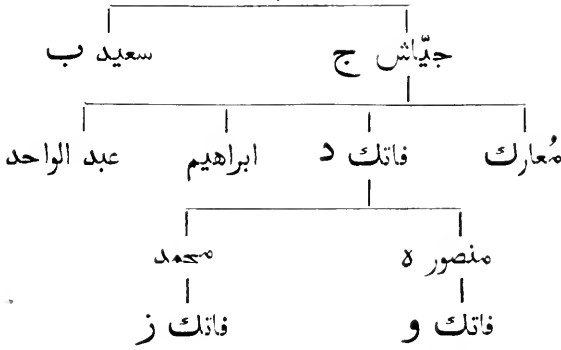 جيّاش ج سعيد ب
مُعارك فاتك د ابراهيم عبد الواحد
منصور ه محمد
فاتك و فاتك ز